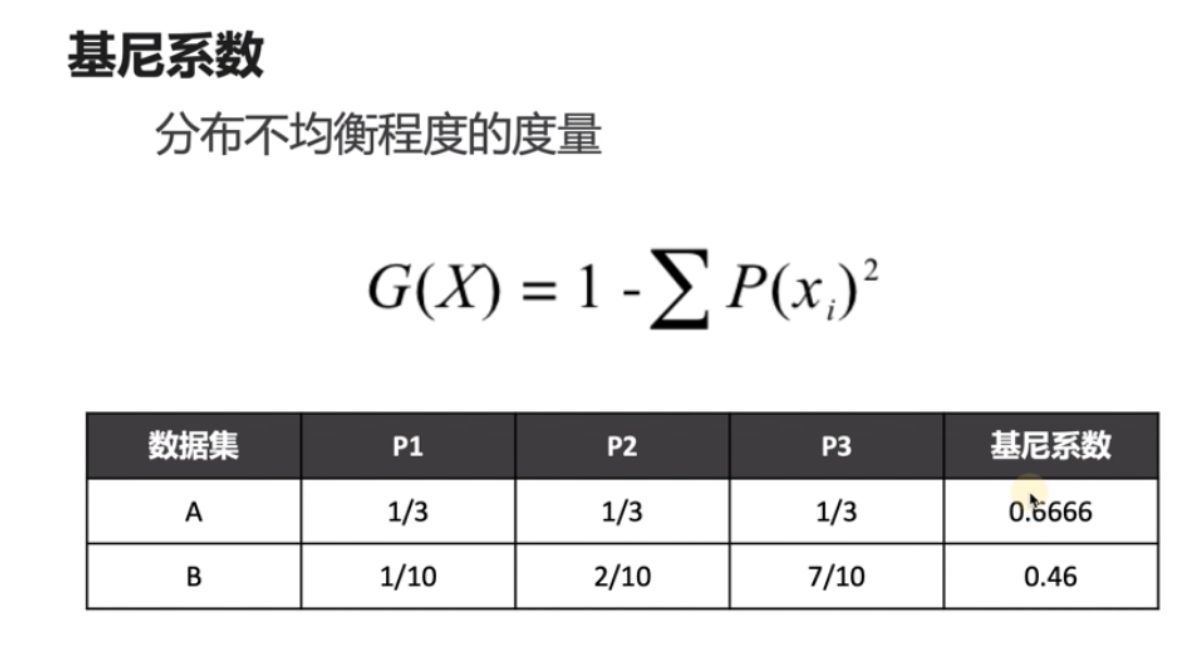 基尼系数
分布不均衡程度的度量
G(X) = 1 - ∑ P(xᵢ)²
数据集 P1 P2 P3 基尼系数
A 1/3 1/3 1/3 0.6666
B 1/10 2/10 7/10 0.46